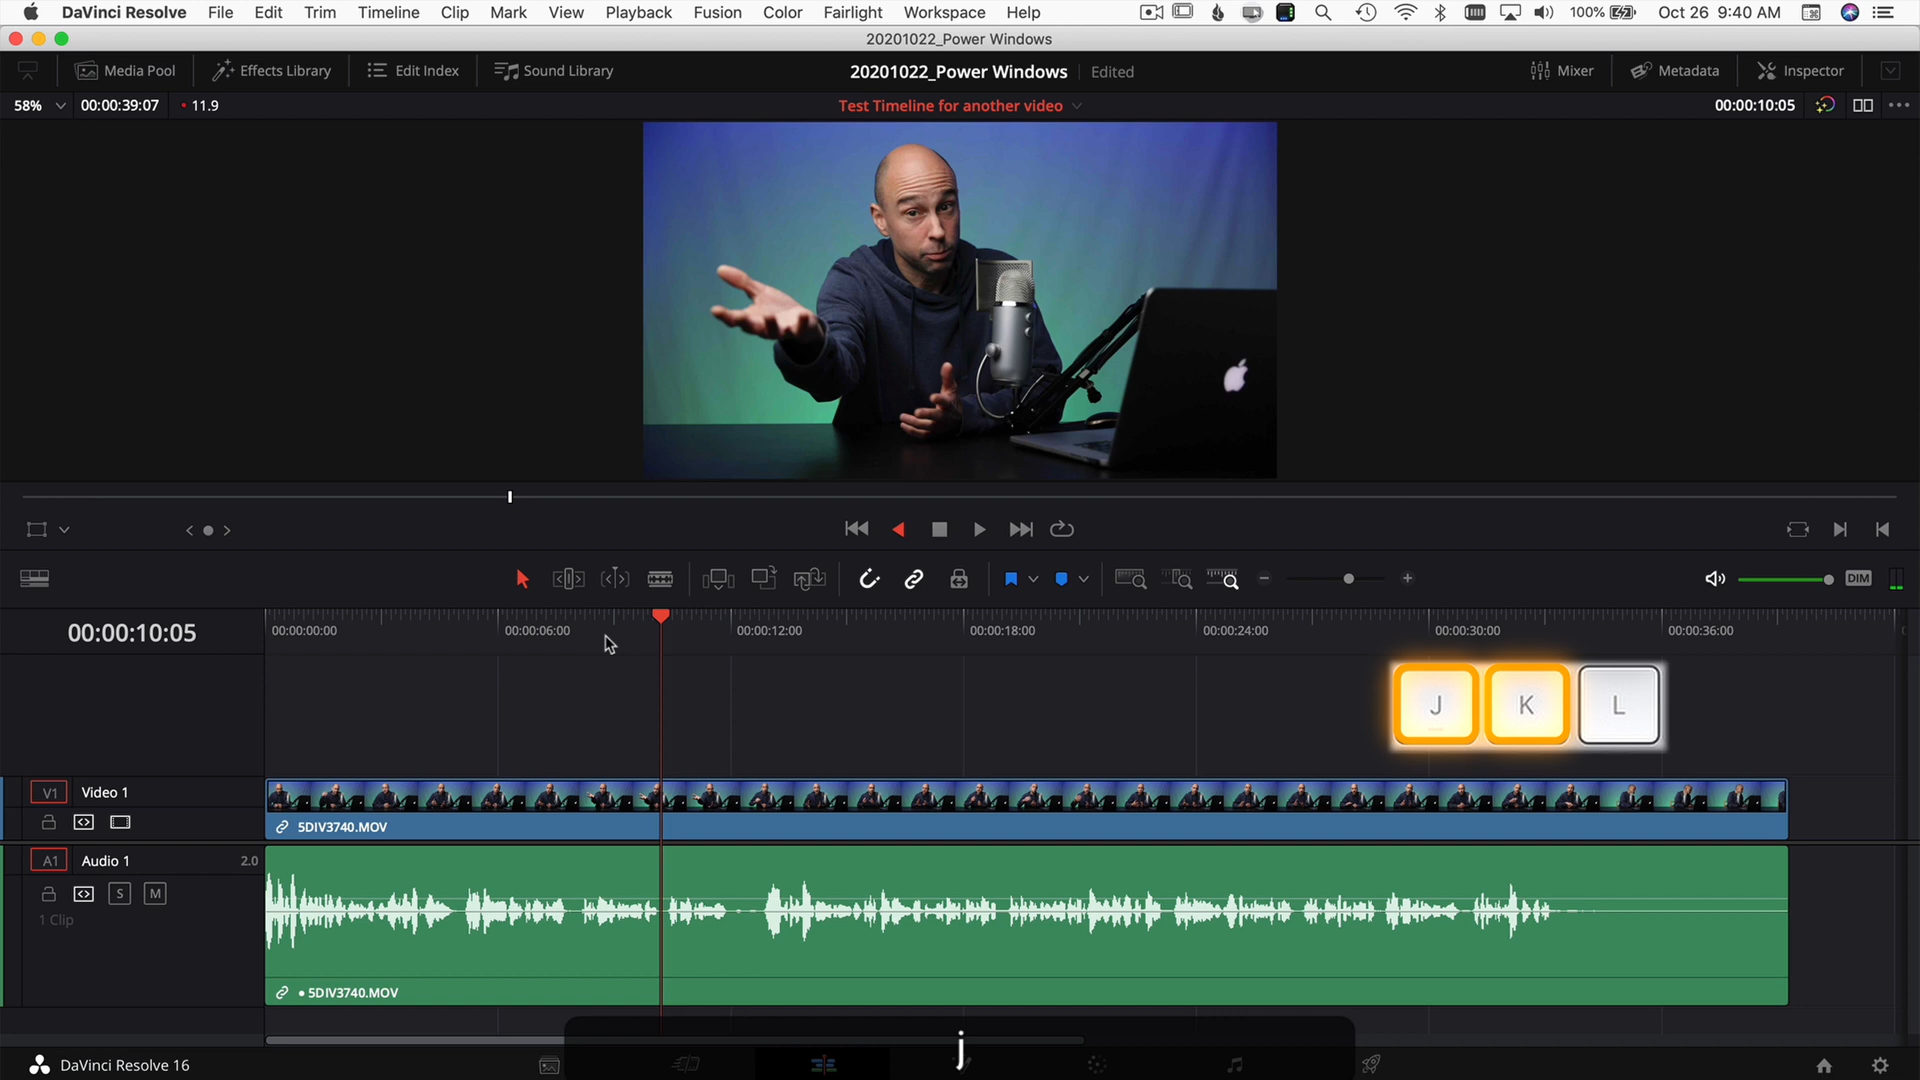 DaVinci Resolve File Edit Trim Timeline Clip Mark View Playback Fusion Color Fairlight Workspace Help 100% Oct 26 9:40 AM
20201022_Power Windows
Media Pool Effects Library Edit Index Sound Library 20201022_Power Windows Edited Mixer Metadata Inspector
58% 00:00:39:07 • 11.9 Test Timeline for another video 00:00:10:05
DIM
00:00:10:05 00:00:00:00 00:00:06:00 00:00:12:00 00:00:18:00 00:00:24:00 00:00:30:00 00:00:36:00
J K L
V1 Video 1
5DIV3740.MOV
A1 Audio 1 2.0
S M
1 Clip
• 5DIV3740.MOV
j
DaVinci Resolve 16